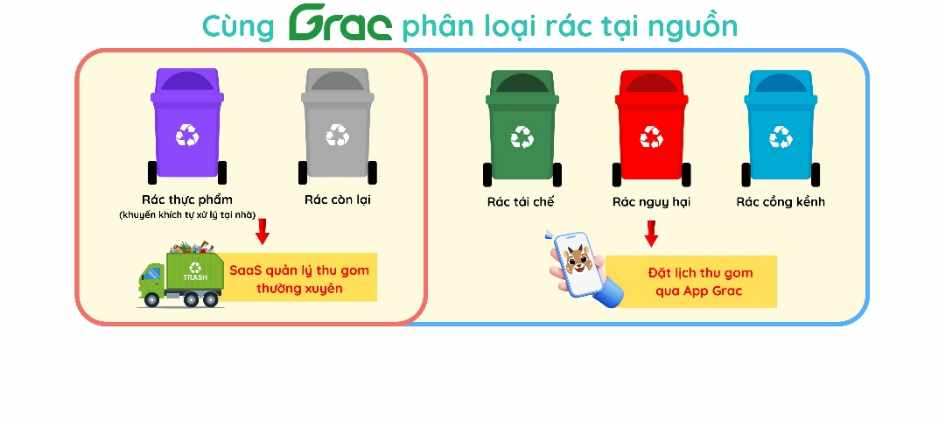 Cùng Grac phân loại rác tại nguồn
Rác thực phẩm
(khuyến khích tự xử lý tại nhà)
Rác còn lại
Rác tái chế
Rác nguy hại
Rác cồng kềnh
TRASH
SaaS quản lý thu gom
thường xuyên
Đặt lịch thu gom
qua App Grac